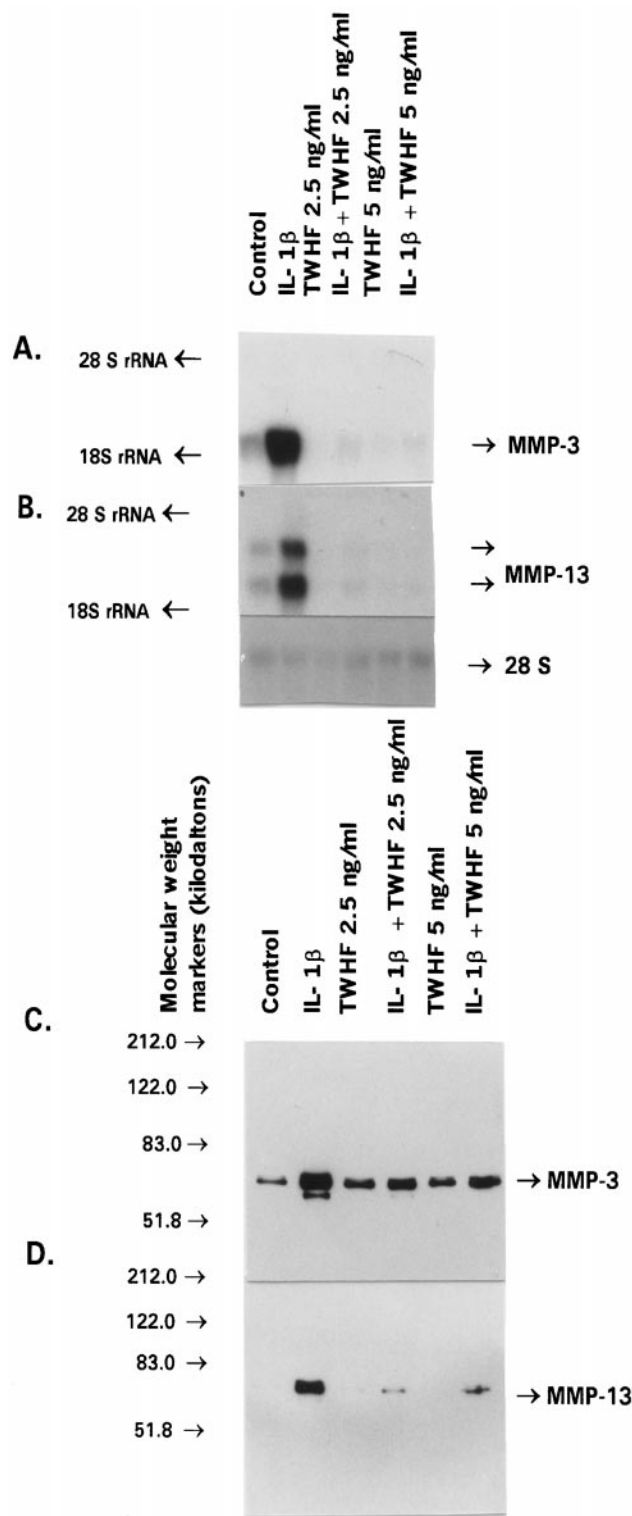 Control
IL- 1β
TWHF 2.5 ng/ml
IL- 1β + TWHF 2.5 ng/ml
TWHF 5 ng/ml
IL- 1β + TWHF 5 ng/ml
A.
28 S rRNA ←
18S rRNA ←
→ MMP-3
B.
28 S rRNA ←
→
→ MMP-13
18S rRNA ←
→ 28 S
Molecular weight
markers (kilodaltons)
Control
IL- 1β
TWHF 2.5 ng/ml
IL- 1β + TWHF 2.5 ng/ml
TWHF 5 ng/ml
IL- 1β + TWHF 5 ng/ml
C.
212.0 →
122.0 →
83.0 →
→ MMP-3
51.8 →
D.
212.0 →
122.0 →
83.0 →
→ MMP-13
51.8 →